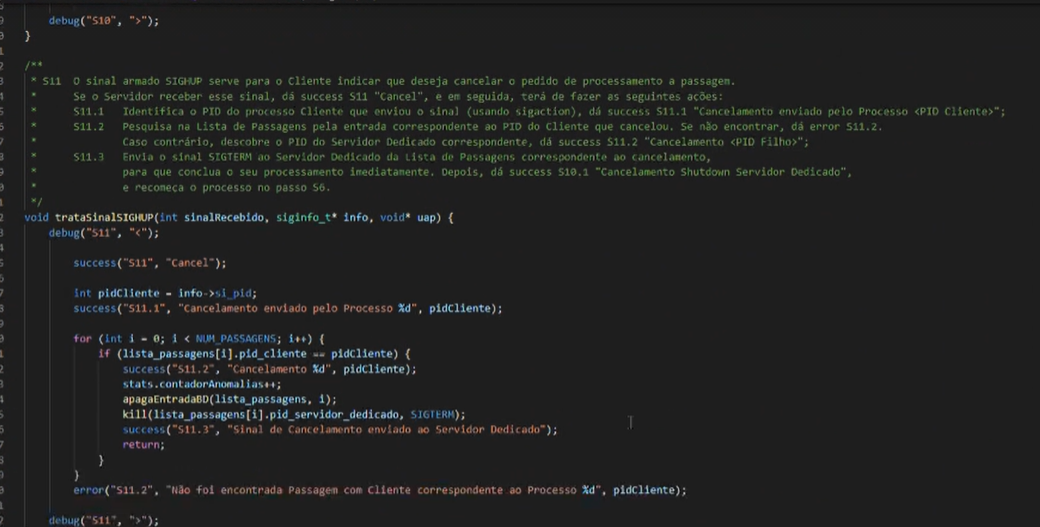 debug("S10", ">");
}
/**
* S11 O sinal armado SIGHUP serve para o Cliente indicar que deseja cancelar o pedido de processamento a passagem.
* Se o Servidor receber esse sinal, dá success S11 "Cancel", e em seguida, terá de fazer as seguintes ações:
* S11.1 Identifica o PID do processo Cliente que enviou o sinal (usando sigaction), dá success S11.1 "Cancelamento enviado pelo Processo <PID Cliente>";
* S11.2 Pesquisa na Lista de Passagens pela entrada correspondente ao PID do Cliente que cancelou. Se não encontrar, dá error S11.2.
* Caso contrário, descobre o PID do Servidor Dedicado correspondente, dá success S11.2 "Cancelamento <PID Filho>";
* S11.3 Envia o sinal SIGTERM ao Servidor Dedicado da Lista de Passagens correspondente ao cancelamento,
* para que conclua o seu processamento imediatamente. Depois, dá success S10.1 "Cancelamento Shutdown Servidor Dedicado",
* e recomeça o processo no passo S6.
*/
void trataSinalSIGHUP(int sinalRecebido, siginfo_t* info, void* uap) {
debug("S11", "<");
success("S11", "Cancel");
int pidCliente = info->si_pid;
success("S11.1", "Cancelamento enviado pelo Processo %d", pidCliente);
for (int i = 0; i < NUM_PASSAGENS; i++) {
if (lista_passagens[i].pid_cliente == pidCliente) {
success("S11.2", "Cancelamento %d", pidCliente);
stats.contadorAnomalias++;
apagaEntradaBD(lista_passagens, i);
kill(lista_passagens[i].pid_servidor_dedicado, SIGTERM);
success("S11.3", "Sinal de Cancelamento enviado ao Servidor Dedicado");
return;
}
}
error("S11.2", "Não foi encontrada Passagem com Cliente correspondente ao Processo %d", pidCliente);
debug("S11", ">");